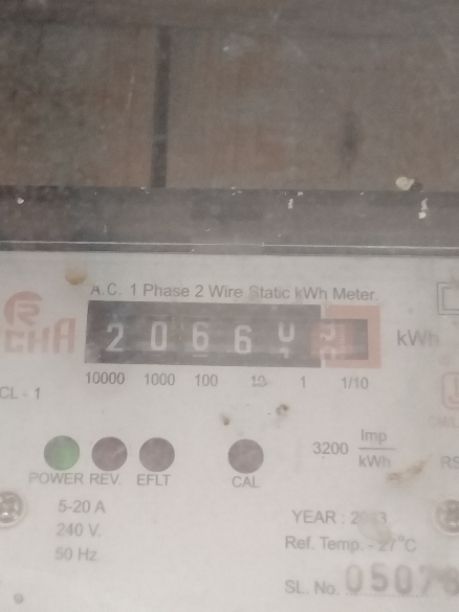 A.C. 1 Phase 2 Wire Static kWh Meter.
2 0 6 6
kWh
10000 1000 100 10 1 1/10
CL - 1
3200 Imp/kWh
POWER REV. EFLT CAL
5-20 A
240 V.
50 Hz
YEAR :
Ref. Temp. - 27°C
SL. No. 0507